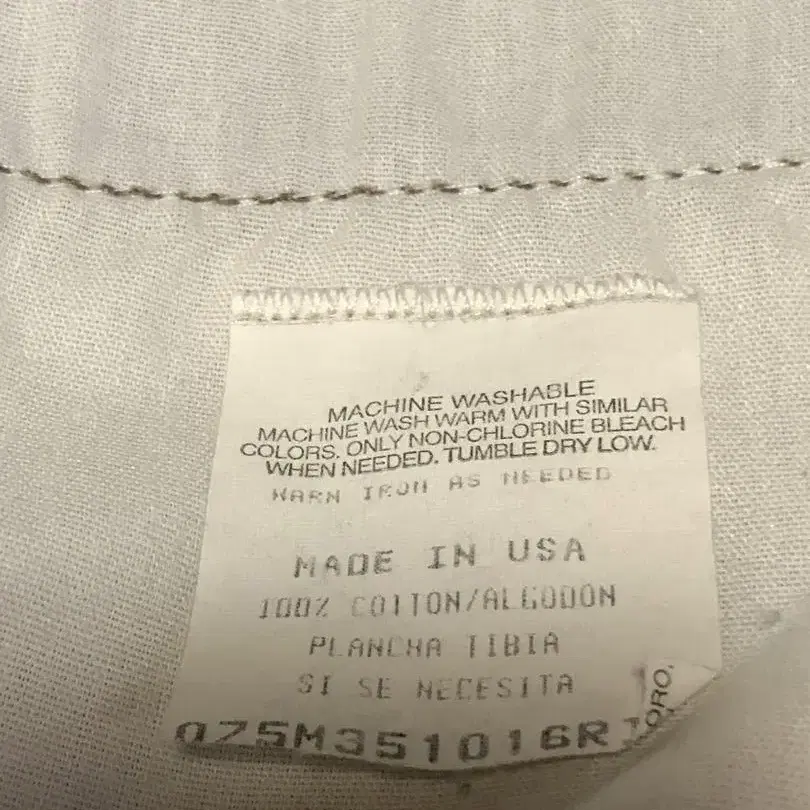 MACHINE WASHABLE
MACHINE WASH WARM WITH SIMILAR
COLORS. ONLY NON-CHLORINE BLEACH
WHEN NEEDED. TUMBLE DRY LOW.
WARM IRON AS NEEDED
MADE IN USA
100% COTTON/ALGODON
PLANCHA TIBIA
SI SE NECESITA
075M351016R
ORO.